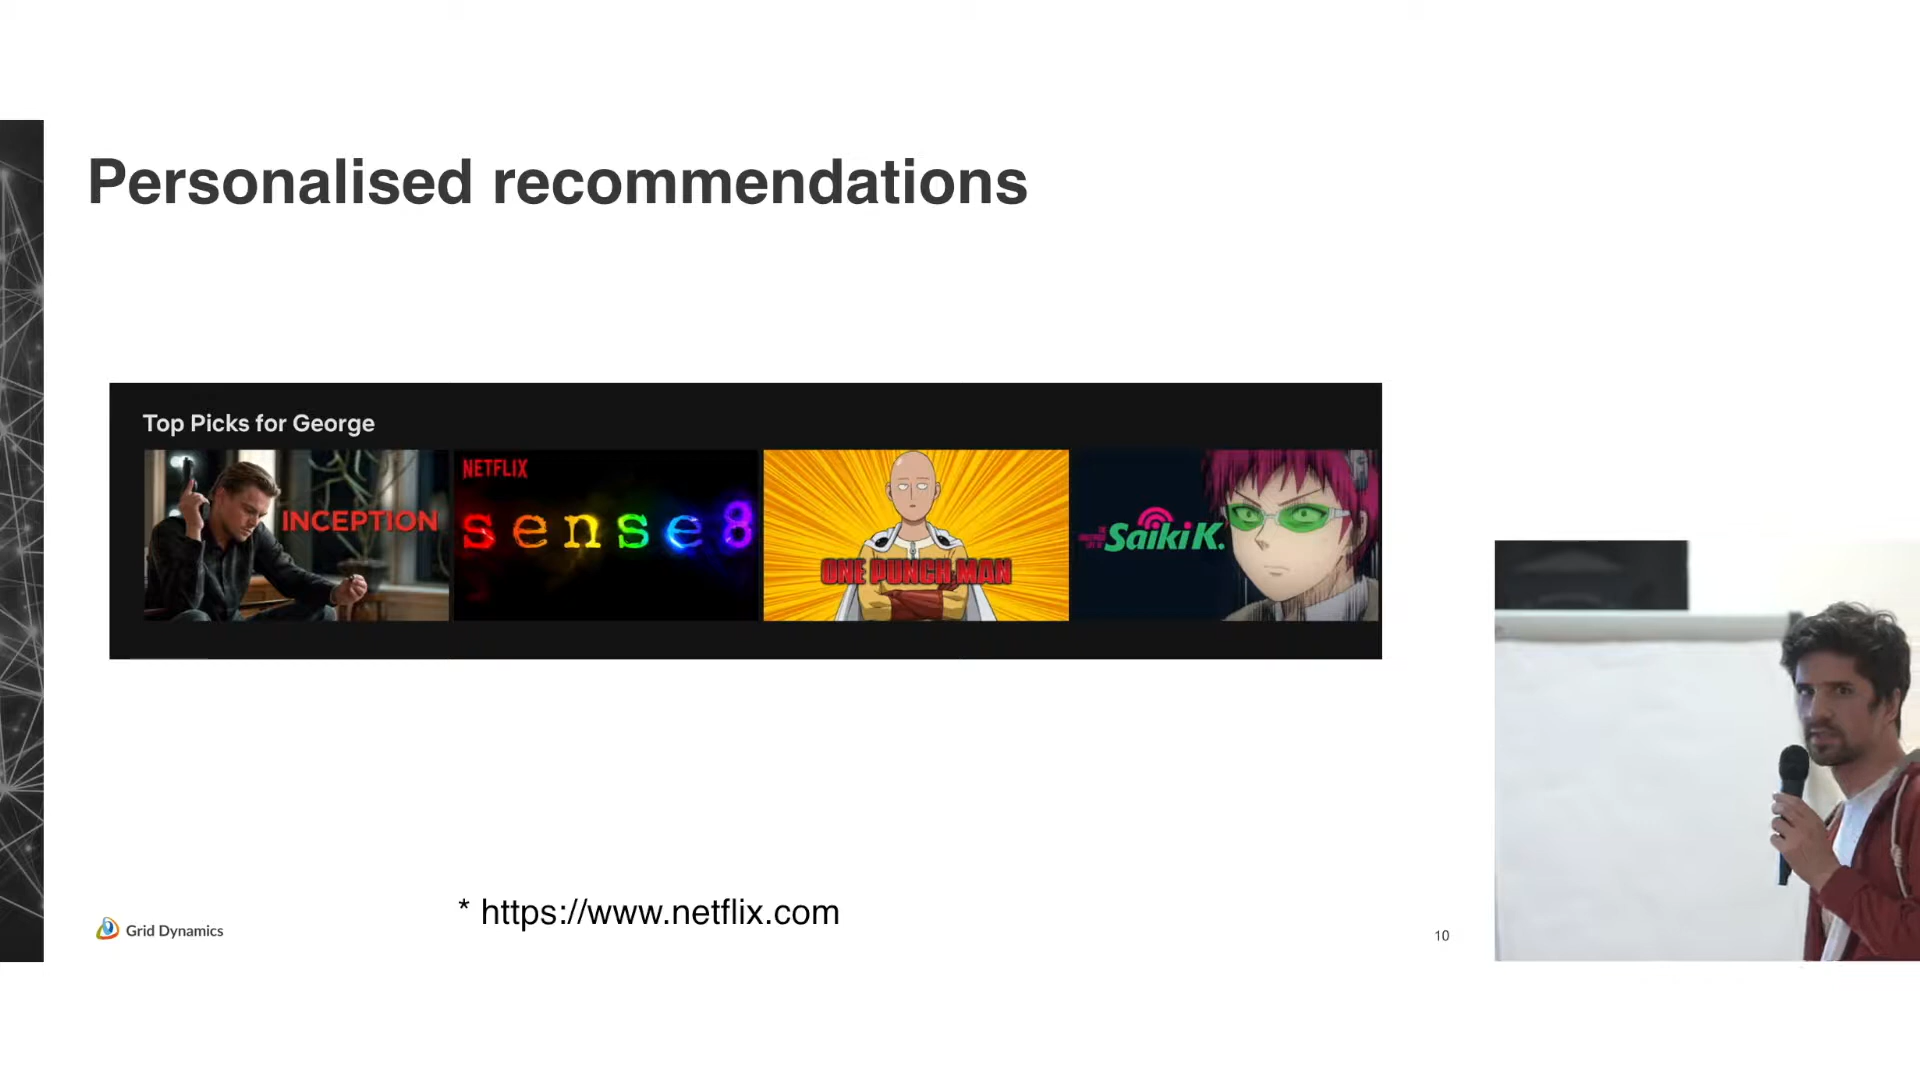 Personalised recommendations
Top Picks for George
INCEPTION
NETFLIX
sense8
ONE PUNCH MAN
Saiki K.
* https://www.netflix.com
Grid Dynamics
10